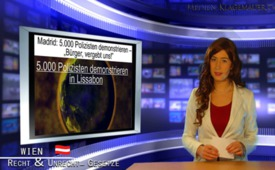 Madrid: 5.000 Polizisten demonstrieren –
„Bürger, vergebt uns!“
5.000 Polizisten demonstrieren
in Lissabon
WIEN
RECHT & UNRECHT - GESETZE